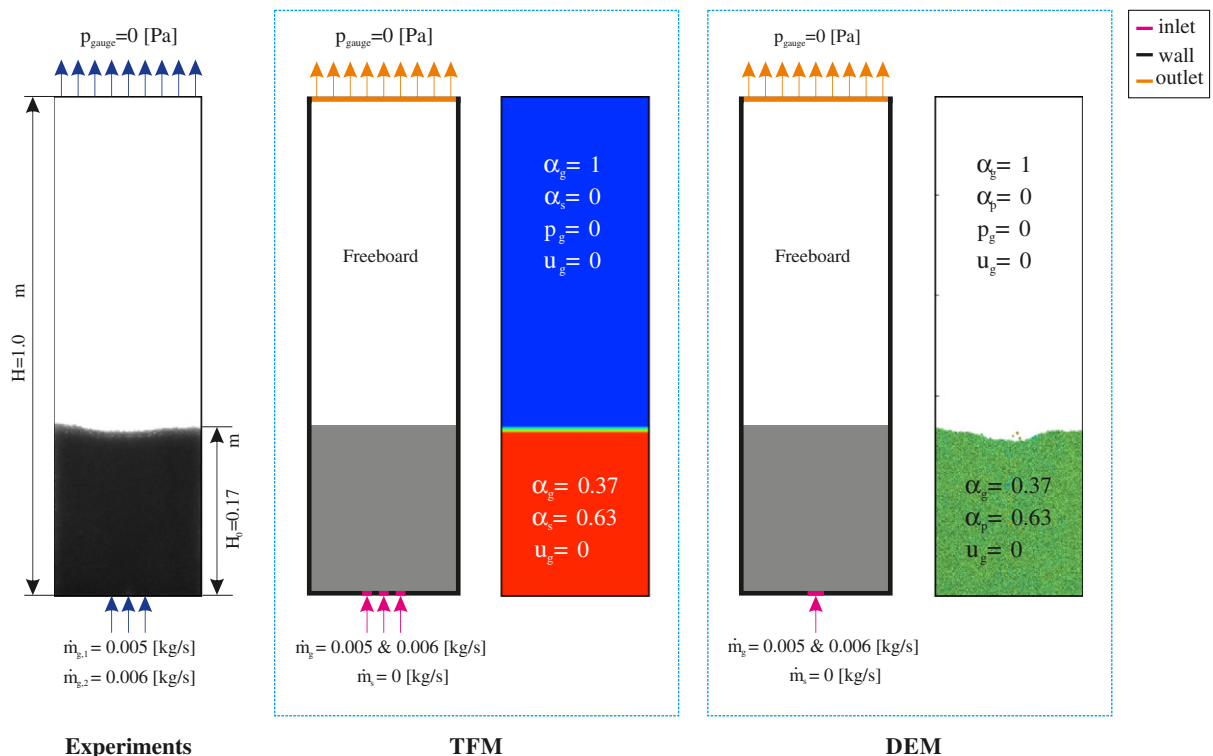 p_gauge=0 [Pa]
H=1.0 m
H_0=0.17 m
ṁ_g,1 = 0.005 [kg/s]
ṁ_g,2 = 0.006 [kg/s]
Experiments
p_gauge=0 [Pa]
Freeboard
ṁ_g = 0.005 & 0.006 [kg/s]
ṁ_s = 0 [kg/s]
α_g = 1
α_s = 0
p_g = 0
u_g = 0
α_g = 0.37
α_s = 0.63
u_g = 0
TFM
p_gauge=0 [Pa]
Freeboard
ṁ_g = 0.005 & 0.006 [kg/s]
ṁ_s = 0 [kg/s]
α_g = 1
α_p = 0
p_g = 0
u_g = 0
α_g = 0.37
α_p = 0.63
u_g = 0
DEM
inlet
wall
outlet